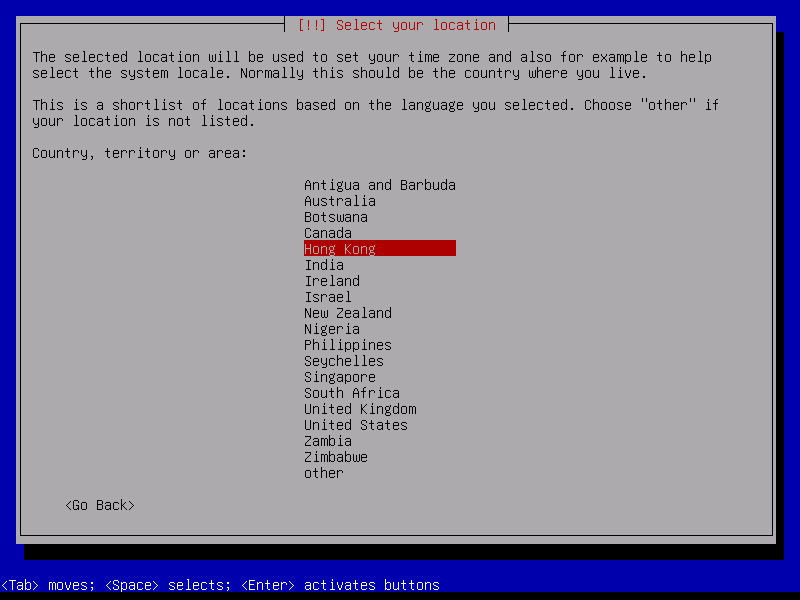 [!!] Select your location
The selected location will be used to set your time zone and also for example to help
select the system locale. Normally this should be the country where you live.
This is a shortlist of locations based on the language you selected. Choose "other" if
your location is not listed.
Country, territory or area:
Antigua and Barbuda
Australia
Botswana
Canada
Hong Kong
India
Ireland
Israel
New Zealand
Nigeria
Philippines
Seychelles
Singapore
South Africa
United Kingdom
United States
Zambia
Zimbabwe
other
<Go Back>
<Tab> moves; <Space> selects; <Enter> activates buttons